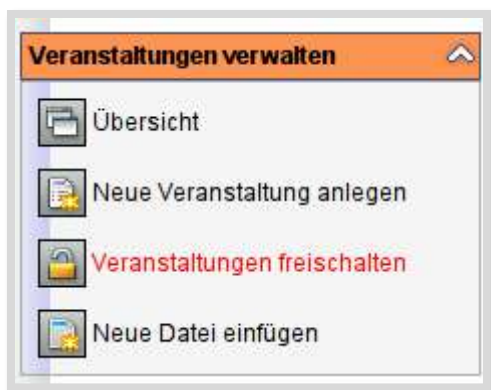 Veranstaltungen verwalten
Übersicht
Neue Veranstaltung anlegen
Veranstaltungen freischalten
Neue Datei einfügen